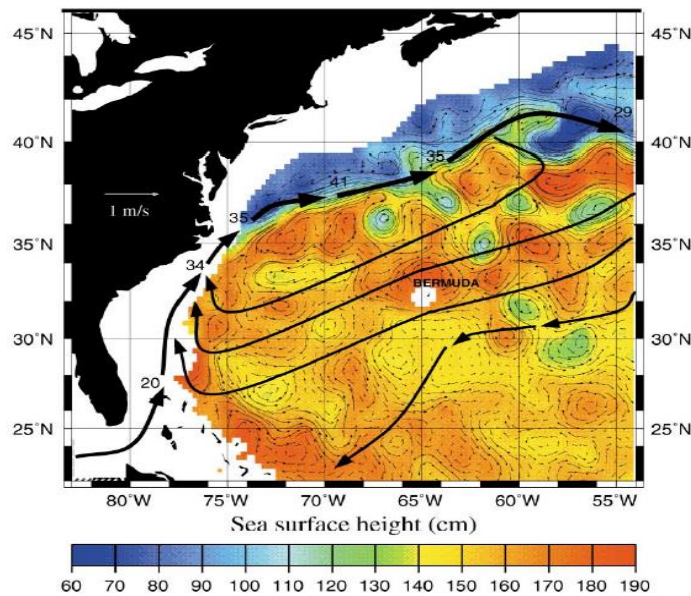 45°N 45°N
29
40°N 40°N
35
41
1 m/s
35
35°N 35°N
34
BERMUDA
30°N 30°N
20
25°N 25°N
80°W 75°W 70°W 65°W 60°W 55°W
Sea surface height (cm)
60 70 80 90 100 110 120 130 140 150 160 170 180 190